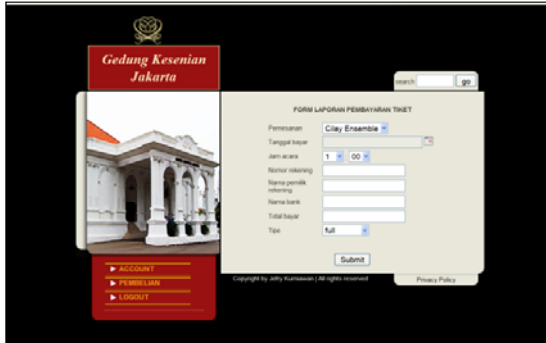 Gedung Kesenian
Jakarta
search
go
FORM LAPORAN PEMBAYARAN TIKET
Pemesanan
Cilay Ensemble
Tanggal bayar
Jam acara
1
00
Nomor rekening
Nama pemilik
rekening
Nama bank
Total bayar
Tipe
full
Submit
ACCOUNT
PEMBELIAN
LOGOUT
Copyright by Jefry Kurniawan | All rights reserved
Privacy Policy